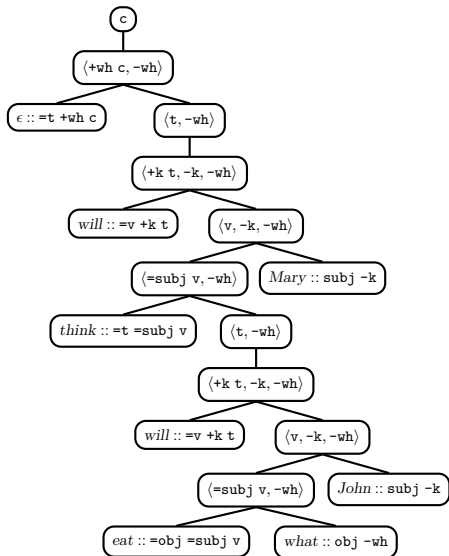 c
⟨+wh c, -wh⟩
ϵ :: =t +wh c
⟨t, -wh⟩
⟨+k t, -k, -wh⟩
will :: =v +k t
⟨v, -k, -wh⟩
⟨=subj v, -wh⟩
Mary :: subj -k
think :: =t =subj v
⟨t, -wh⟩
⟨+k t, -k, -wh⟩
will :: =v +k t
⟨v, -k, -wh⟩
⟨=subj v, -wh⟩
John :: subj -k
eat :: =obj =subj v
what :: obj -wh